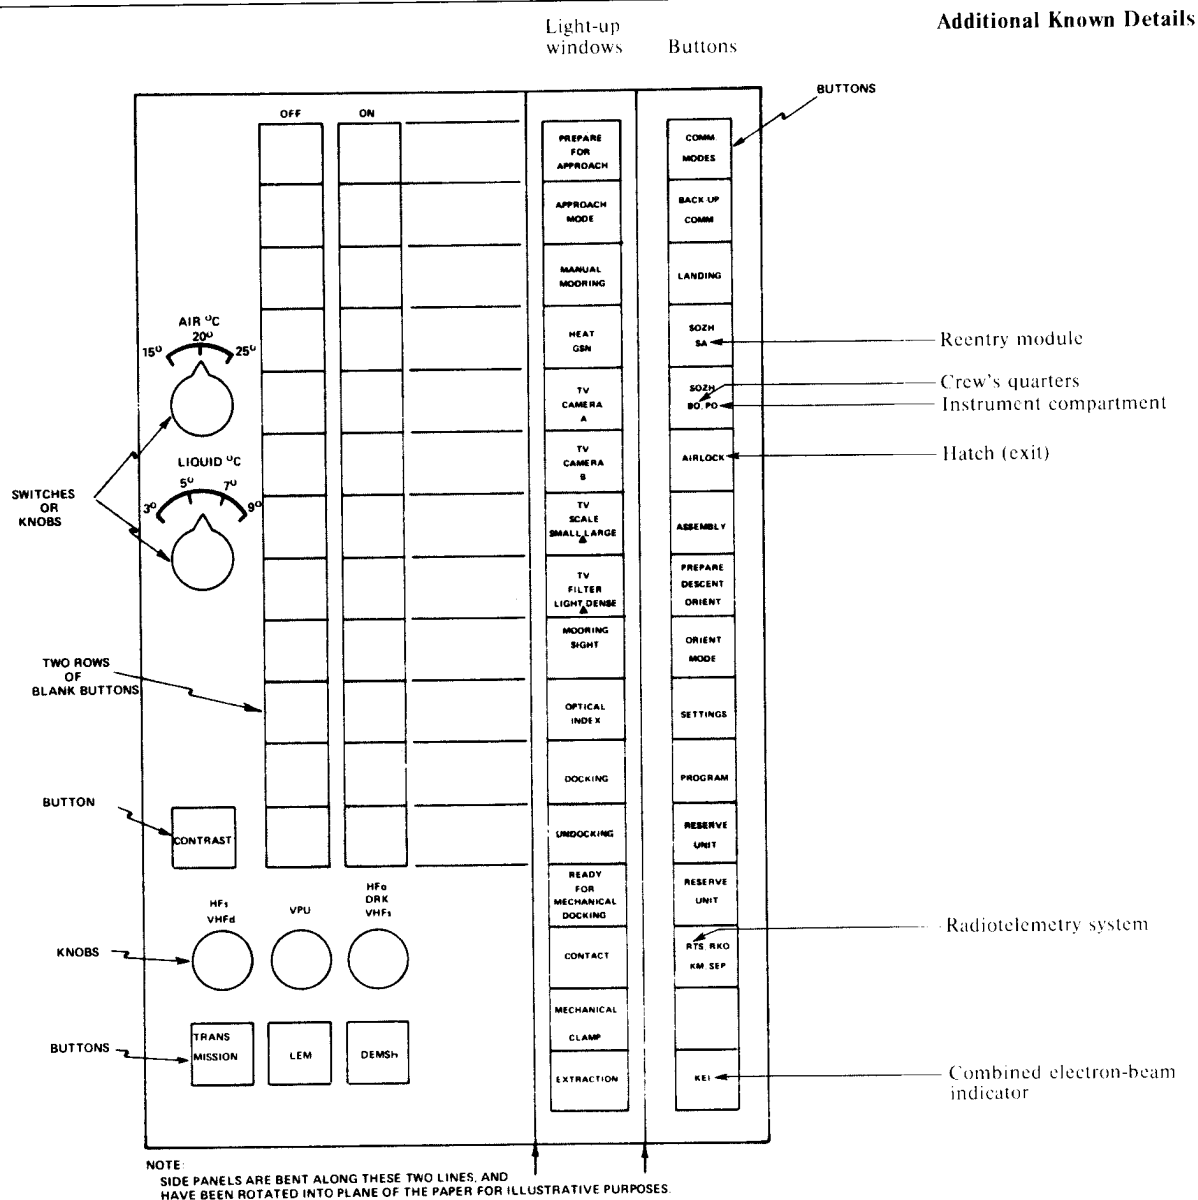 Additional Known Details
Light-up
windows
Buttons
BUTTONS
OFF
ON
AIR °C
15°
20°
25°
LIQUID °C
3°
5°
7°
9°
SWITCHES
OR
KNOBS
TWO ROWS
OF
BLANK BUTTONS
BUTTON
CONTRAST
HFs
VHFd
VPU
HFa
DRK
VHFs
KNOBS
BUTTONS
TRANS
MISSION
LEM
DEMSh
PREPARE
FOR
APPROACH
APPROACH
MODE
MANUAL
MOORING
HEAT
GSN
TV
CAMERA
A
TV
CAMERA
B
TV
SCALE
SMALL LARGE
TV
FILTER
LIGHT DENSE
MOORING
SIGHT
OPTICAL
INDEX
DOCKING
UNDOCKING
READY
FOR
MECHANICAL
DOCKING
CONTACT
MECHANICAL
CLAMP
EXTRACTION
COMM
MODES
BACK UP
COMM
LANDING
SOZH
SA
SOZH
BO, PO
AIRLOCK
ASSEMBLY
PREPARE
DESCENT
ORIENT
ORIENT
MODE
SETTINGS
PROGRAM
RESERVE
UNIT
RESERVE
UNIT
RTS, RKO
KM, SEP
KEI
Reentry module
Crew's quarters
Instrument compartment
Hatch (exit)
Radiotelemetry system
Combined electron-beam
indicator
NOTE:
SIDE PANELS ARE BENT ALONG THESE TWO LINES, AND
HAVE BEEN ROTATED INTO PLANE OF THE PAPER FOR ILLUSTRATIVE PURPOSES.